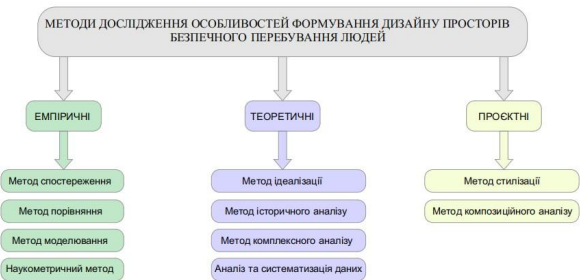 МЕТОДИ ДОСЛІДЖЕННЯ ОСОБЛИВОСТЕЙ ФОРМУВАННЯ ДИЗАЙНУ ПРОСТОРІВ
БЕЗПЕЧНОГО ПЕРЕБУВАННЯ ЛЮДЕЙ
ЕМПІРИЧНІ
Метод спостереження
Метод порівняння
Метод моделювання
Наукометричний метод
ТЕОРЕТИЧНІ
Метод ідеалізації
Метод історичного аналізу
Метод комплексного аналізу
Аналіз та систематизація даних
ПРОЄКТНІ
Метод стилізації
Метод композиційного аналізу